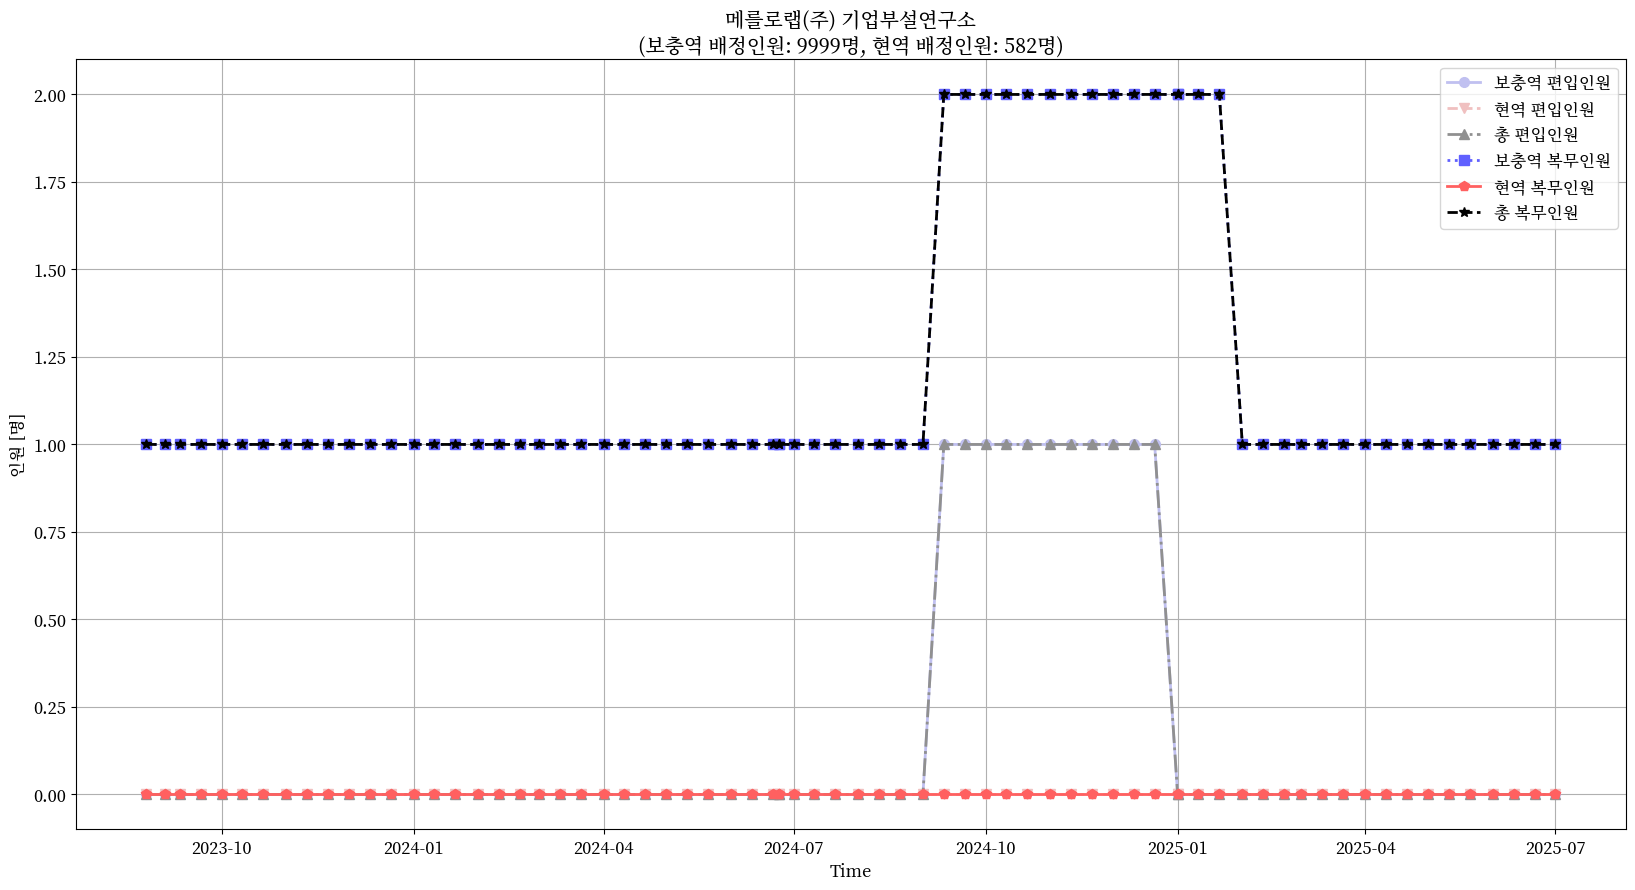 메를로랩(주) 기업부설연구소
(보충역 배정인원: 9999명, 현역 배정인원: 582명)
보충역 편입인원
현역 편입인원
총 편입인원
보충역 복무인원
현역 복무인원
총 복무인원
2.00
1.75
1.50
1.25
1.00
0.75
0.50
0.25
0.00
인원 [명]
2023-10
2024-01
2024-04
2024-07
2024-10
2025-01
2025-04
2025-07
Time